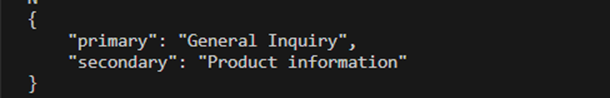 {
    "primary": "General Inquiry",
    "secondary": "Product information"
}